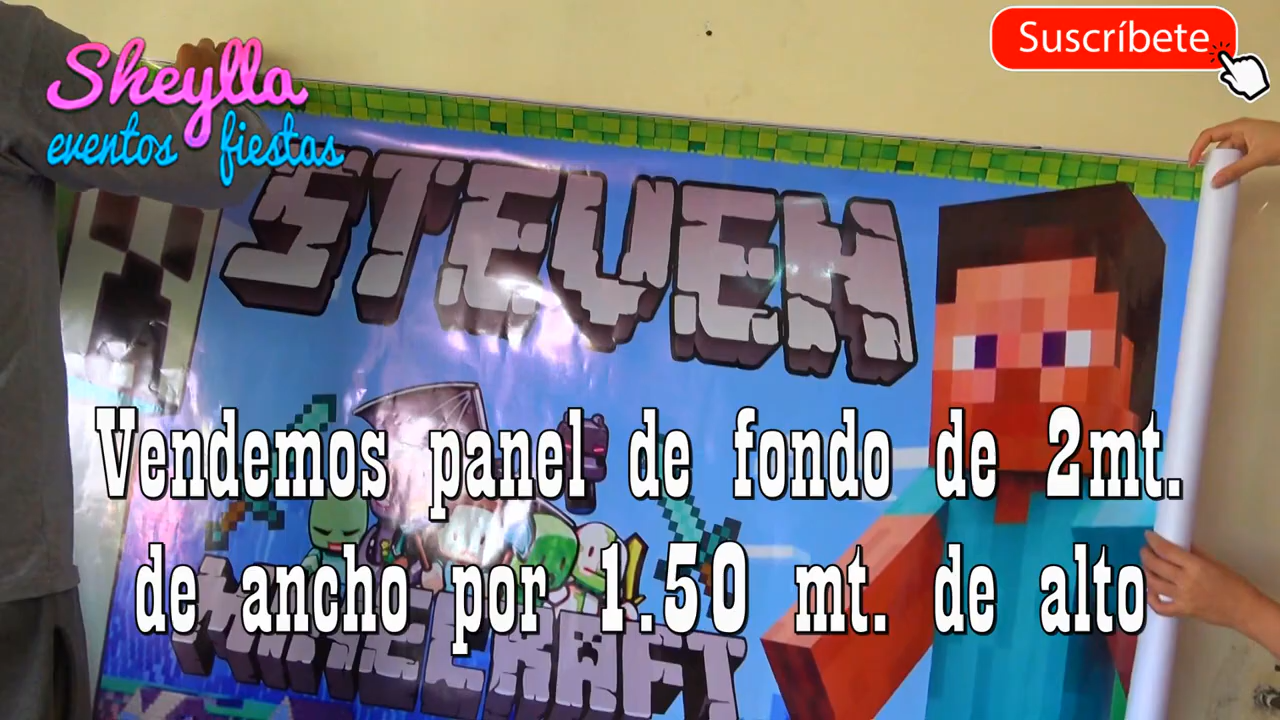 Sheylla
eventos fiestas
Suscríbete
STEVEN
Vendemos panel de fondo de 2mt.
de ancho por 1.50 mt. de alto
MINECRAFT